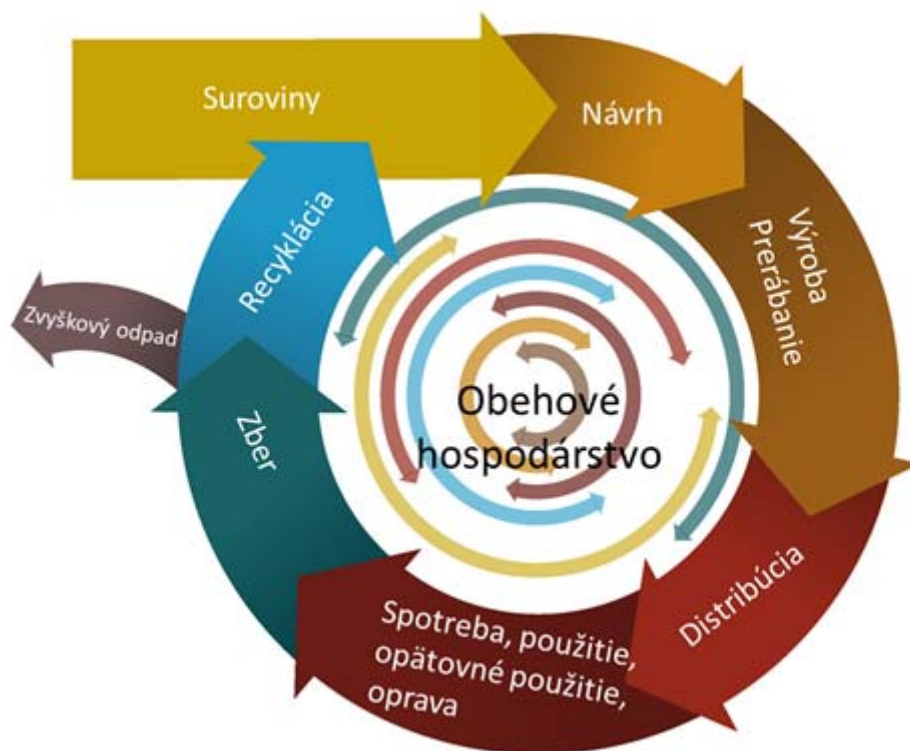 Suroviny
Návrh
Výroba
Prerábanie
Distribúcia
Spotreba, použitie,
opätovné použitie,
oprava
Zber
Recyklácia
Zvyškový odpad
Obehové
hospodárstvo